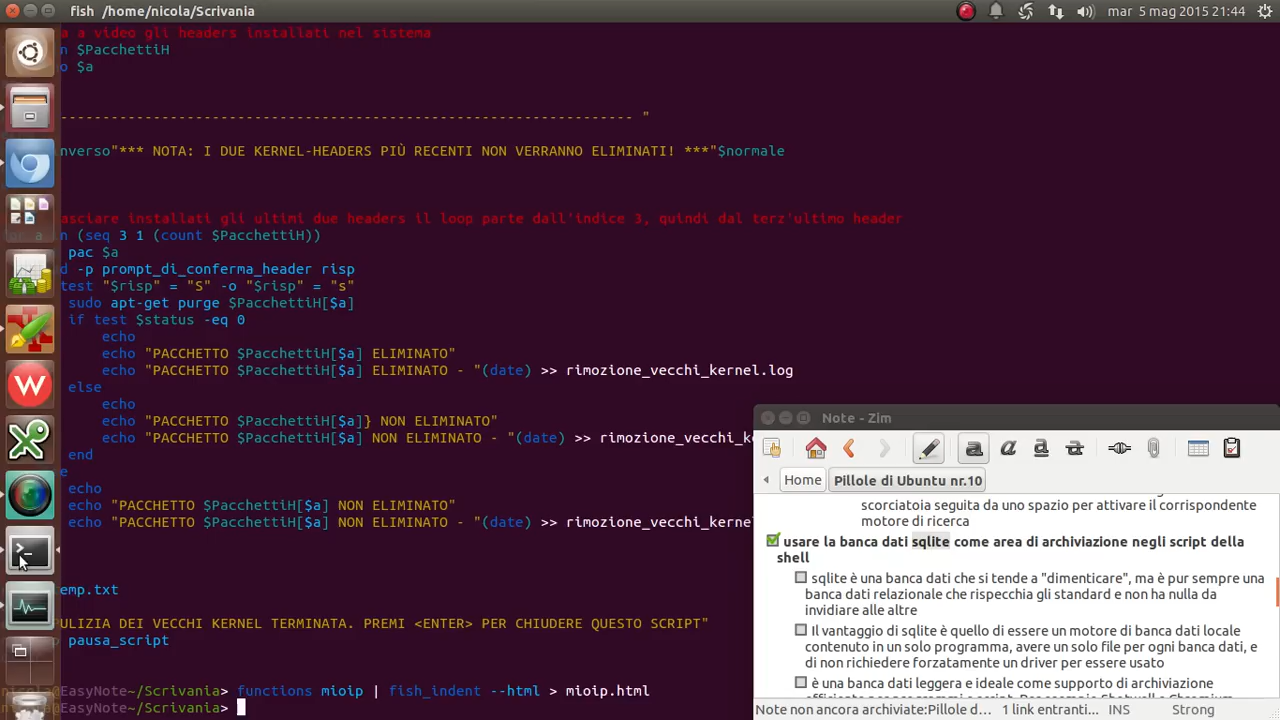 fish /home/nicola/Scrivania
mar 5 mag 2015 21:44
a a video gli headers installati nel sistema
n $PacchettiH
o $a
-------------------------------------------------------------------- "
nverso"*** NOTA: I DUE KERNEL-HEADERS PIÙ RECENTI NON VERRANNO ELIMINATI! ***"$normale
asciare installati gli ultimi due headers il loop parte dall'indice 3, quindi dal terz'ultimo header
or a in (seq 3 1 (count $PacchettiH))
pac $a
d -p prompt_di_conferma_header risp
test "$risp" = "S" -o "$risp" = "s"
sudo apt-get purge $PacchettiH[$a]
if test $status -eq 0
echo
echo "PACCHETTO $PacchettiH[$a] ELIMINATO"
echo "PACCHETTO $PacchettiH[$a] ELIMINATO - "(date) >> rimozione_vecchi_kernel.log
else
echo
echo "PACCHETTO $PacchettiH[$a]} NON ELIMINATO"
echo "PACCHETTO $PacchettiH[$a] NON ELIMINATO - "(date) >> rimozione_vecchi_ke
end
e
echo
echo "PACCHETTO $PacchettiH[$a] NON ELIMINATO"
echo "PACCHETTO $PacchettiH[$a] NON ELIMINATO - "(date) >> rimozione_vecchi_kernel
emp.txt
PULIZIA DEI VECCHI KERNEL TERMINATA. PREMI <ENTER> PER CHIUDERE QUESTO SCRIPT"
p pausa_script
nicola@EasyNote~/Scrivania> functions mioip | fish_indent --html > mioip.html
nicola@EasyNote~/Scrivania>
Note - Zim
Home
Pillole di Ubuntu nr.10
scorciatoia seguita da uno spazio per attivare il corrispondente
motore di ricerca
usare la banca dati sqlite come area di archiviazione negli script della
shell
sqlite è una banca dati che si tende a "dimenticare", ma è pur sempre una
banca dati relazionale che rispecchia gli standard e non ha nulla da
invidiare alle altre
Il vantaggio di sqlite è quello di essere un motore di banca dati locale
contenuto in un solo programma, avere un solo file per ogni banca dati, e
di non richiedere forzatamente un driver per essere usato
è una banca dati leggera e ideale come supporto di archiviazione
Note non ancora archiviate:Pillole d...
1 link entranti...
INS
Strong